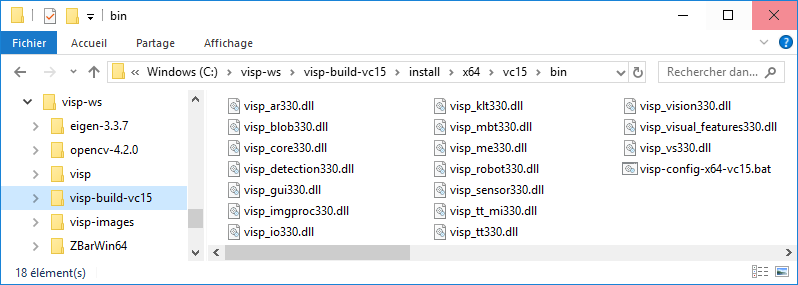 bin
Fichier Accueil Partage Affichage
Windows (C:) visp-ws visp-build-vc15 install x64 vc15 bin Rechercher dan...
visp-ws
eigen-3.3.7
opencv-4.2.0
visp
visp-build-vc15
visp-images
ZBarWin64
visp_ar330.dll
visp_blob330.dll
visp_core330.dll
visp_detection330.dll
visp_gui330.dll
visp_imgproc330.dll
visp_io330.dll
visp_klt330.dll
visp_mbt330.dll
visp_me330.dll
visp_robot330.dll
visp_sensor330.dll
visp_tt_mi330.dll
visp_tt330.dll
visp_vision330.dll
visp_visual_features330.dll
visp_vs330.dll
visp-config-x64-vc15.bat
18 élément(s)